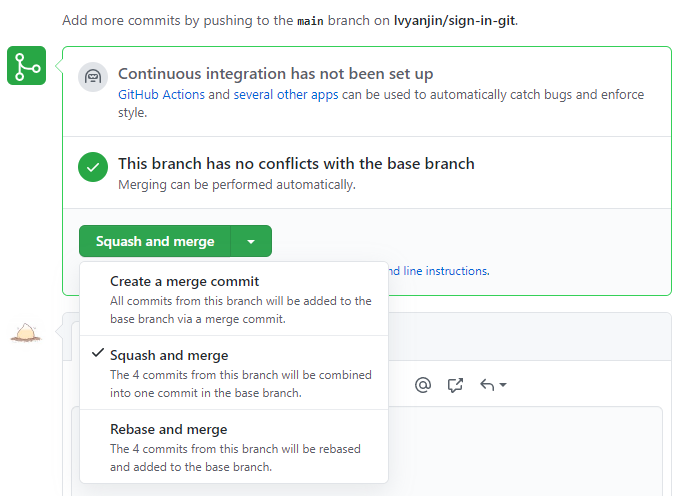 Add more commits by pushing to the main branch on lvyanjin/sign-in-git.
Continuous integration has not been set up
GitHub Actions and several other apps can be used to automatically catch bugs and enforce
style.
This branch has no conflicts with the base branch
Merging can be performed automatically.
Squash and merge
nd line instructions.
Create a merge commit
All commits from this branch will be added to the
base branch via a merge commit.
Squash and merge
The 4 commits from this branch will be combined
into one commit in the base branch.
Rebase and merge
The 4 commits from this branch will be rebased
and added to the base branch.